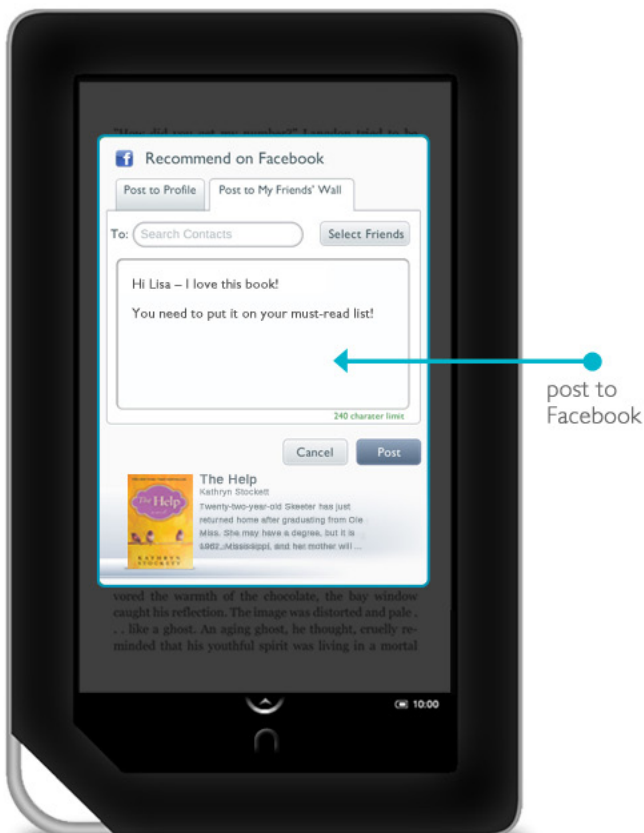 "How did you get my number?" Langdon tried to be
f Recommend on Facebook
Post to Profile Post to My Friends' Wall
To: Search Contacts Select Friends
Hi Lisa – I love this book!
You need to put it on your must-read list!
240 charater limit
Cancel Post
post to
Facebook
The Help
Kathryn Stockett
Twenty-two-year-old Skeeter has just
returned home after graduating from Ole
Miss. She may have a degree, but it is
1962, Mississippi, and her mother will ...
The Help
KATHRYN
STOCKETT
vored the warmth of the chocolate, the bay window
caught his reflection. The image was distorted and pale .
. . like a ghost. An aging ghost, he thought, cruelly re-
minded that his youthful spirit was living in a mortal
10:00